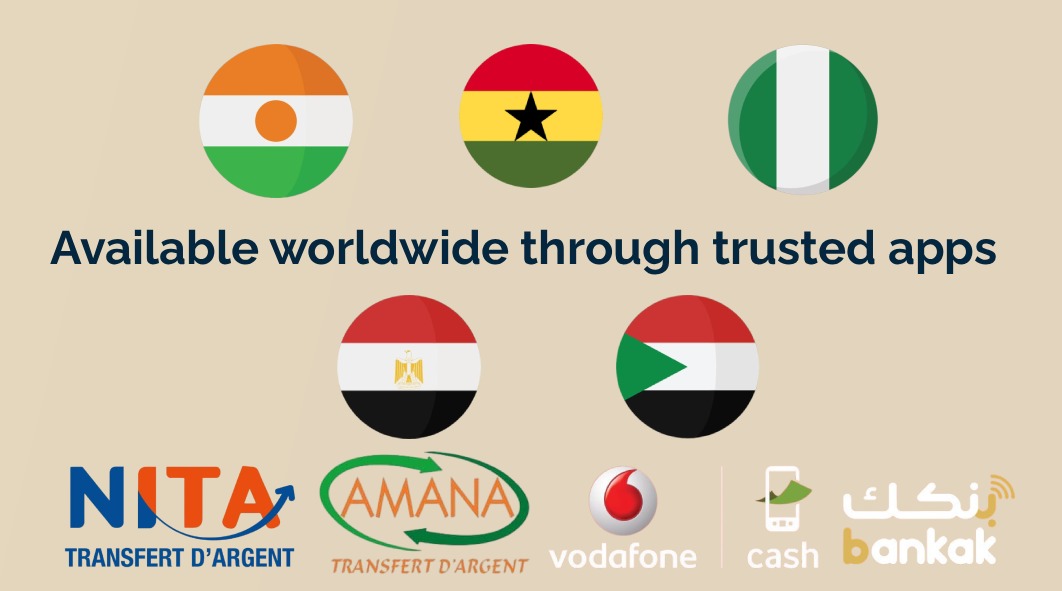 Available worldwide through trusted apps
NITA
TRANSFERT D'ARGENT
AMANA
TRANSFERT D'ARGENT
vodafone
cash
بنكك
bankak